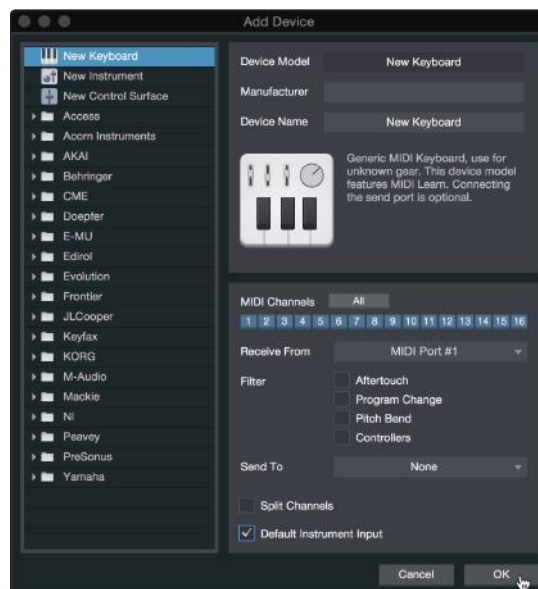 Add Device
New Keyboard
New Instrument
New Control Surface
Access
Acorn Instruments
AKAI
Behringer
CME
Doepfer
E-MU
Edirol
Evolution
Frontier
JLCooper
Keyfax
KORG
M-Audio
Mackie
NI
Peavey
PreSonus
Yamaha
Device Model New Keyboard
Manufacturer
Device Name New Keyboard
Generic MIDI Keyboard, use for
unknown gear. This device model
features MIDI Learn. Connecting
the send port is optional.
MIDI Channels All
1 2 3 4 5 6 7 8 9 10 11 12 13 14 15 16
Receive From MIDI Port #1
Filter Aftertouch
Program Change
Pitch Bend
Controllers
Send To None
Split Channels
Default Instrument Input
Cancel OK